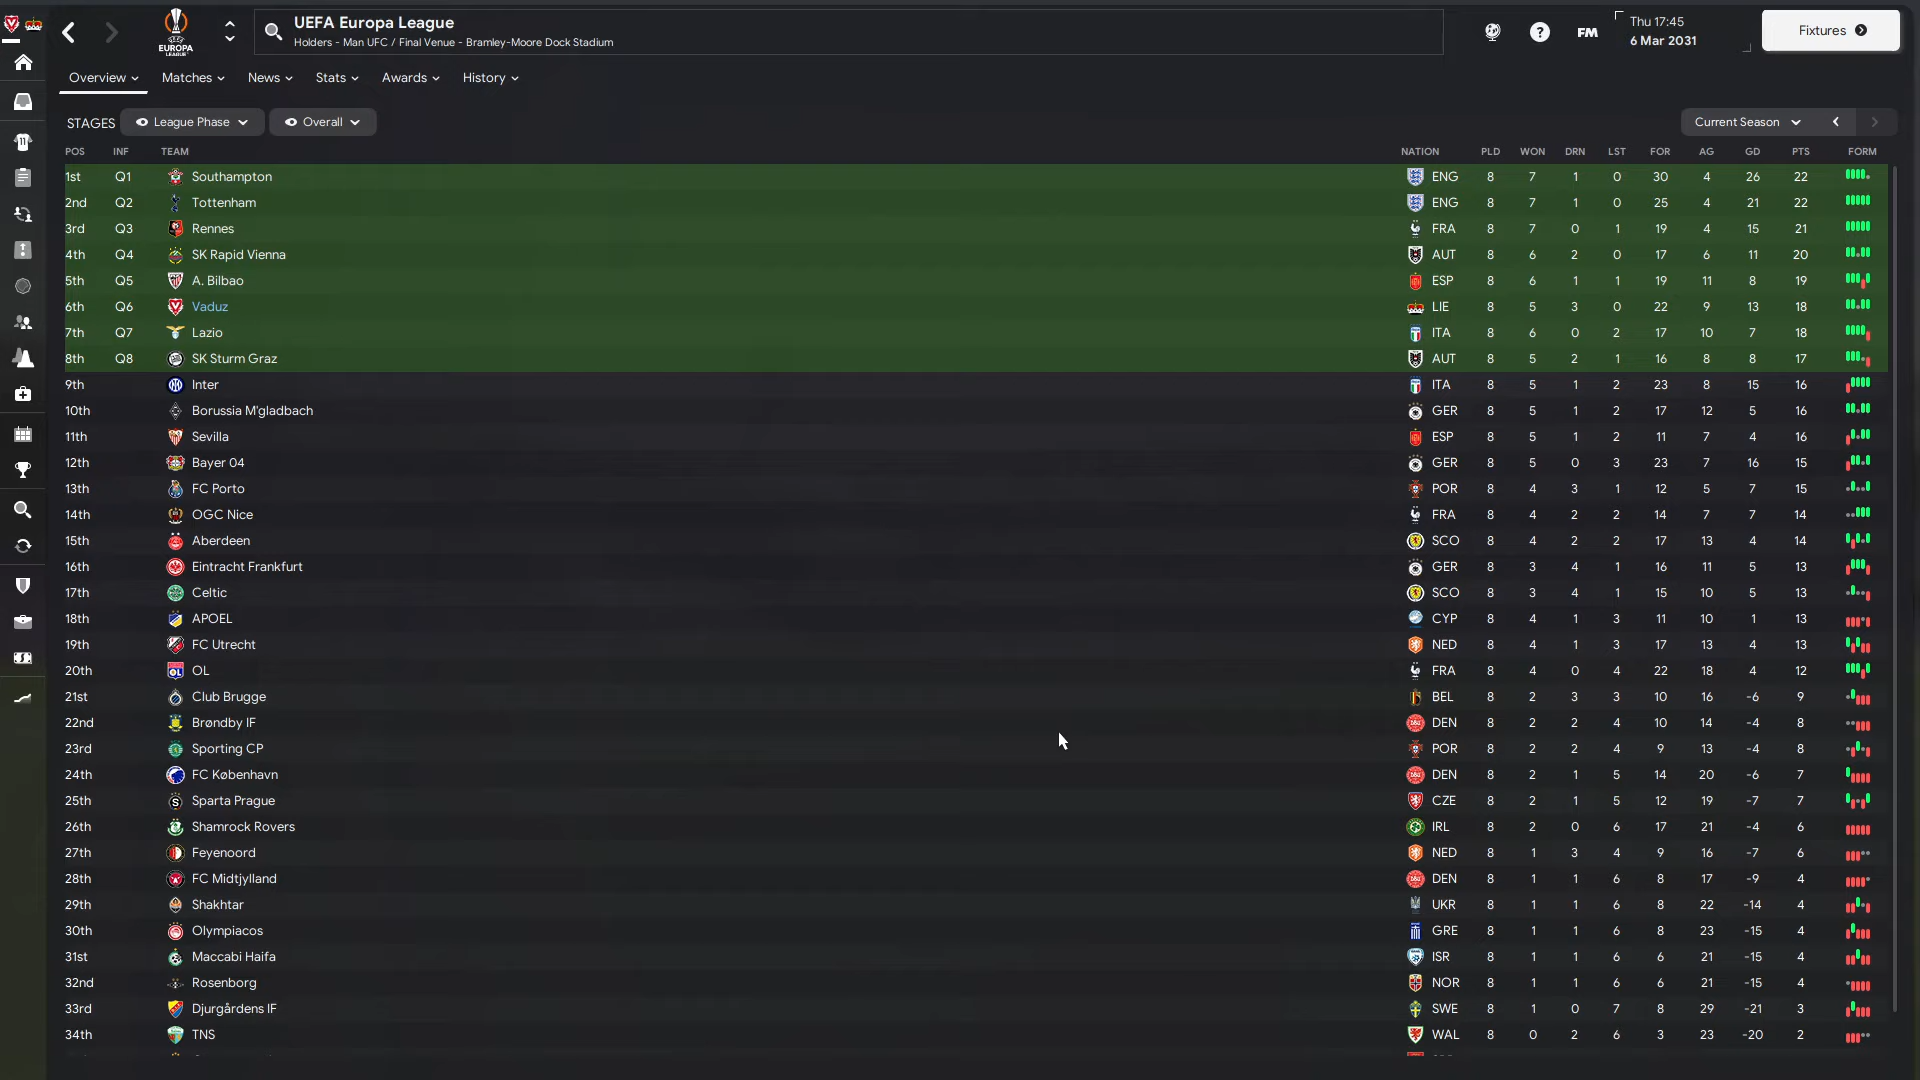 UEFA Europa League
Holders - Man UFC / Final Venue - Bramley-Moore Dock Stadium
EUROPA LEAGUE
FM
Thu 17:45
6 Mar 2031
Fixtures
Overview Matches News Stats Awards History
STAGES League Phase Overall Current Season
POS INF TEAM NATION PLD WON DRN LST FOR AG GD PTS FORM
1st Q1 Southampton ENG 8 7 1 0 30 4 26 22
2nd Q2 Tottenham ENG 8 7 1 0 25 4 21 22
3rd Q3 Rennes FRA 8 7 0 1 19 4 15 21
4th Q4 SK Rapid Vienna AUT 8 6 2 0 17 6 11 20
5th Q5 A. Bilbao ESP 8 6 1 1 19 11 8 19
6th Q6 Vaduz LIE 8 5 3 0 22 9 13 18
7th Q7 Lazio ITA 8 6 0 2 17 10 7 18
8th Q8 SK Sturm Graz AUT 8 5 2 1 16 8 8 17
9th Inter ITA 8 5 1 2 23 8 15 16
10th Borussia M'gladbach GER 8 5 1 2 17 12 5 16
11th Sevilla ESP 8 5 1 2 11 7 4 16
12th Bayer 04 GER 8 5 0 3 23 7 16 15
13th FC Porto POR 8 4 3 1 12 5 7 15
14th OGC Nice FRA 8 4 2 2 14 7 7 14
15th Aberdeen SCO 8 4 2 2 17 13 4 14
16th Eintracht Frankfurt GER 8 3 4 1 16 11 5 13
17th Celtic SCO 8 3 4 1 15 10 5 13
18th APOEL CYP 8 4 1 3 11 10 1 13
19th FC Utrecht NED 8 4 1 3 17 13 4 13
20th OL FRA 8 4 0 4 22 18 4 12
21st Club Brugge BEL 8 2 3 3 10 16 -6 9
22nd Brøndby IF DEN 8 2 2 4 10 14 -4 8
23rd Sporting CP POR 8 2 2 4 9 13 -4 8
24th FC København DEN 8 2 1 5 14 20 -6 7
25th Sparta Prague CZE 8 2 1 5 12 19 -7 7
26th Shamrock Rovers IRL 8 2 0 6 17 21 -4 6
27th Feyenoord NED 8 1 3 4 9 16 -7 6
28th FC Midtjylland DEN 8 1 1 6 8 17 -9 4
29th Shakhtar UKR 8 1 1 6 8 22 -14 4
30th Olympiacos GRE 8 1 1 6 8 23 -15 4
31st Maccabi Haifa ISR 8 1 1 6 6 21 -15 4
32nd Rosenborg NOR 8 1 1 6 6 21 -15 4
33rd Djurgårdens IF SWE 8 1 0 7 8 29 -21 3
34th TNS WAL 8 0 2 6 3 23 -20 2